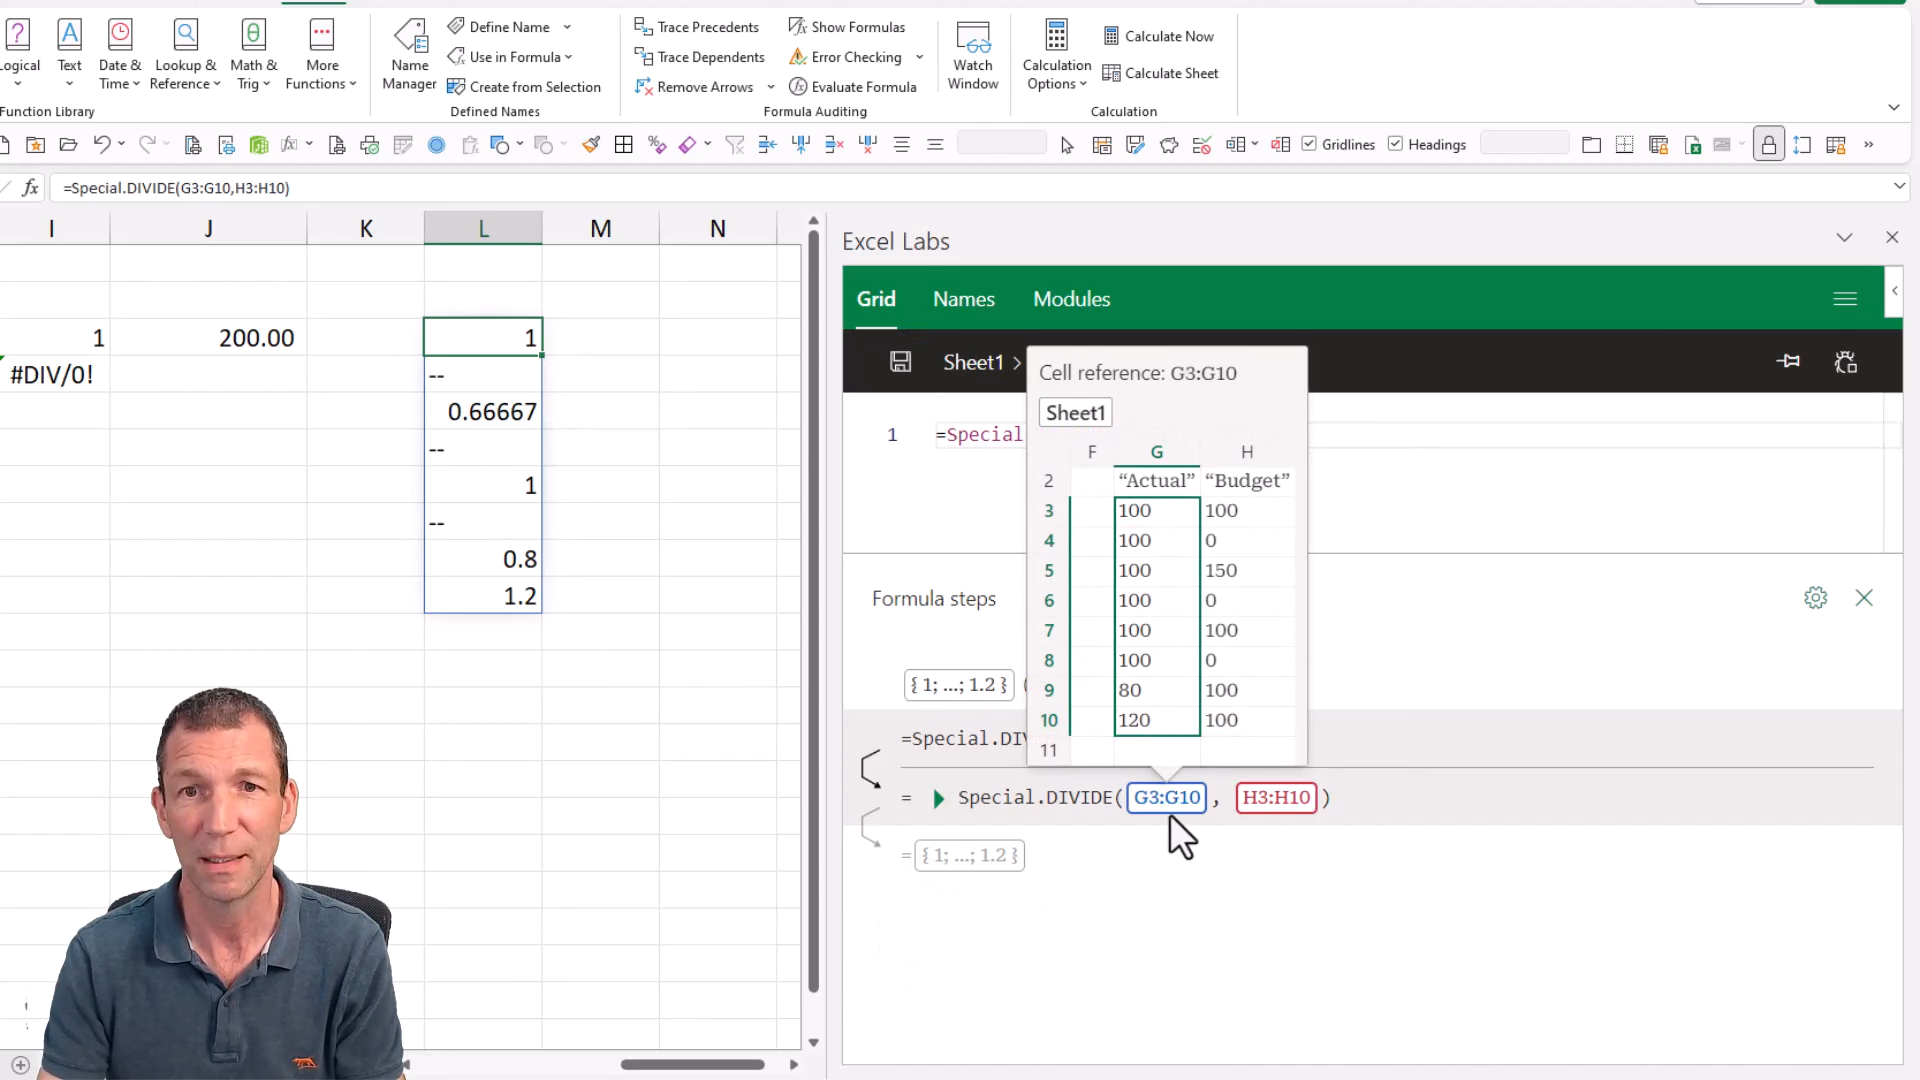 Logical
Text
Date & Time
Lookup & Reference
Math & Trig
More Functions
Function Library
Name Manager
Define Name
Use in Formula
Create from Selection
Defined Names
Trace Precedents
Trace Dependents
Remove Arrows
Show Formulas
Error Checking
Evaluate Formula
Formula Auditing
Watch Window
Calculation Options
Calculate Now
Calculate Sheet
Calculation
Gridlines
Headings
fx =Special.DIVIDE(G3:G10,H3:H10)
I J K L M N
1 200.00 1
#DIV/0! --
0.66667
--
1
--
0.8
1.2
Excel Labs
Grid Names Modules
Sheet1 >
1 =Special
Cell reference: G3:G10
Sheet1
F G H
2 “Actual” “Budget”
3 100 100
4 100 0
5 100 150
6 100 0
7 100 100
8 100 0
9 80 100
10 120 100
11
Formula steps
{ 1; ...; 1.2 } (
=Special.DIV
= Special.DIVIDE( G3:G10 , H3:H10 )
= { 1; ...; 1.2 }